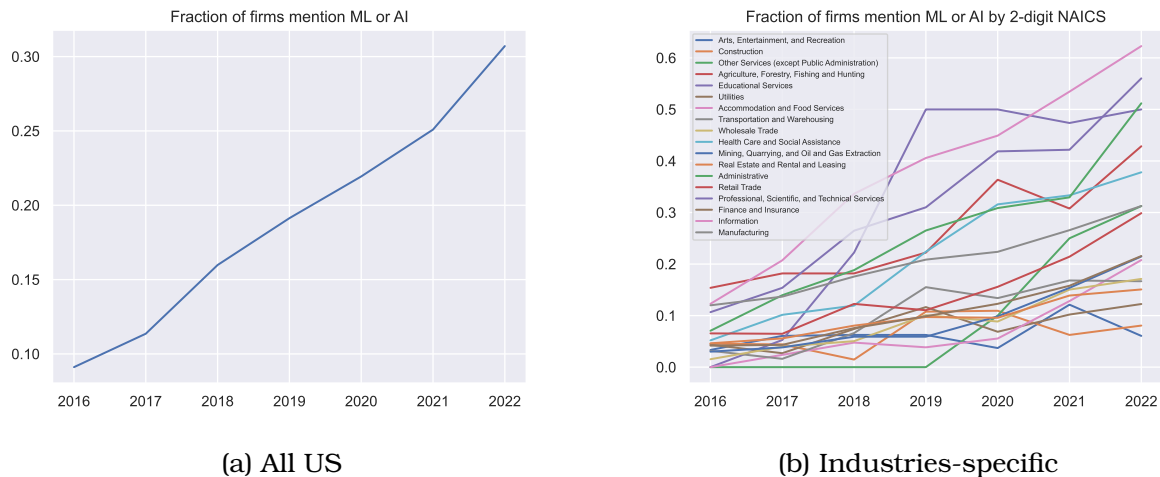 Fraction of firms mention ML or AI
0.30
0.25
0.20
0.15
0.10
2016 2017 2018 2019 2020 2021 2022
(a) All US
Fraction of firms mention ML or AI by 2-digit NAICS
Arts, Entertainment, and Recreation
Construction
Other Services (except Public Administration)
Agriculture, Forestry, Fishing and Hunting
Educational Services
Utilities
Accommodation and Food Services
Transportation and Warehousing
Wholesale Trade
Health Care and Social Assistance
Mining, Quarrying, and Oil and Gas Extraction
Real Estate and Rental and Leasing
Administrative
Retail Trade
Professional, Scientific, and Technical Services
Finance and Insurance
Information
Manufacturing
0.6
0.5
0.4
0.3
0.2
0.1
0.0
2016 2017 2018 2019 2020 2021 2022
(b) Industries-specific